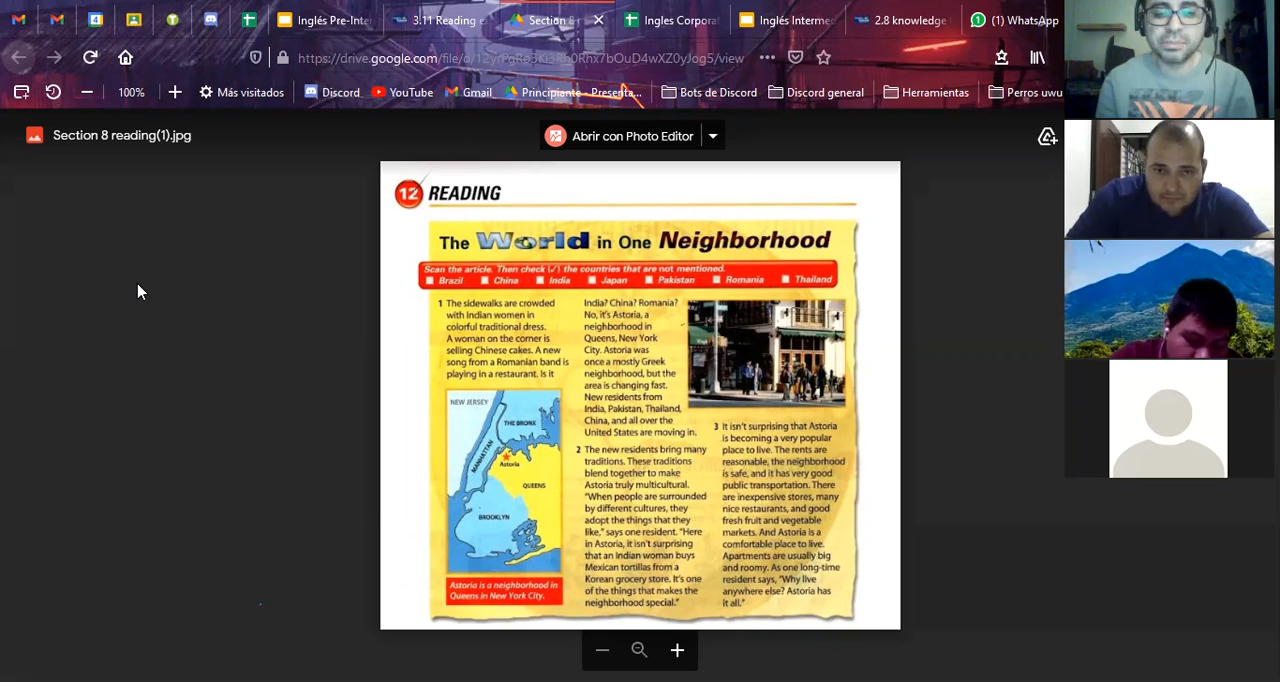 Inglés Pre-Inter
3.11 Reading e
Section 8 r
Ingles Corporat
Inglés Intermed
2.8 knowledge
(1) WhatsApp
https://drive.google.com/file/d/
/view
100%
Más visitados
Discord
YouTube
Gmail
Principiante - Presenta...
Bots de Discord
Discord general
Herramientas
Perros uwu
Section 8 reading(1).jpg
Abrir con Photo Editor
12 READING
The World in One Neighborhood
Scan the article. Then check (✓) the countries that are not mentioned.
Brazil China India Japan Pakistan Romania Thailand
1 The sidewalks are crowded
with Indian women in
colorful traditional dress.
A woman on the corner is
selling Chinese cakes. A new
song from a Romanian band is
playing in a restaurant. Is it
NEW JERSEY
THE BRONX
MANHATTAN
Astoria
QUEENS
BROOKLYN
Astoria is a neighborhood in
Queens in New York City.
India? China? Romania?
No, it's Astoria, a
neighborhood in
Queens, New York
City. Astoria was
once a mostly Greek
neighborhood, but the
area is changing fast.
New residents from
India, Pakistan, Thailand,
China, and all over the
United States are moving in.
2 The new residents bring many
traditions. These traditions
blend together to make
Astoria truly multicultural.
"When people are surrounded
by different cultures, they
adopt the things that they
like," says one resident. "Here
in Astoria, it isn't surprising
that an Indian woman buys
Mexican tortillas from a
Korean grocery store. It's one
of the things that makes the
neighborhood special."
3 It isn't surprising that Astoria
is becoming a very popular
place to live. The rents are
reasonable, the neighborhood
is safe, and it has very good
public transportation. There
are inexpensive stores, many
nice restaurants, and good
fresh fruit and vegetable
markets. And Astoria is a
comfortable place to live.
Apartments are usually big
and roomy. As one long-time
resident says, "Why live
anywhere else? Astoria has
it all."